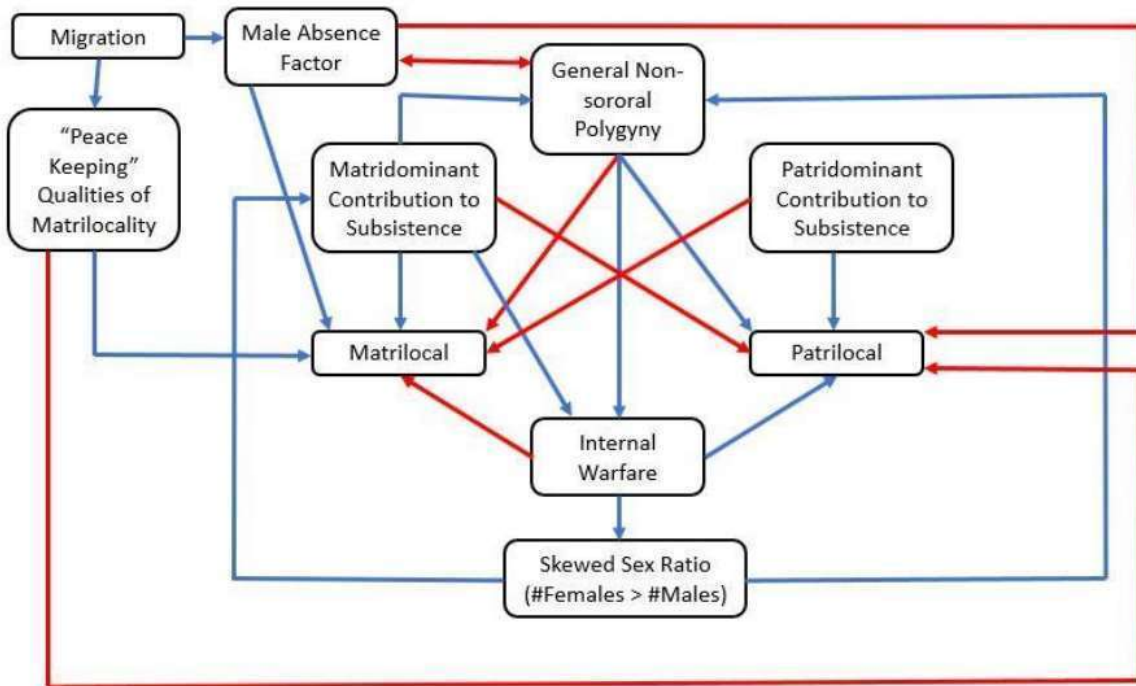 Migration
Male Absence
Factor
General Non-
sororal
Polygyny
“Peace
Keeping”
Qualities of
Matrilocality
Matridominant
Contribution to
Subsistence
Patridominant
Contribution to
Subsistence
Matrilocal
Patrilocal
Internal
Warfare
Skewed Sex Ratio
(#Females > #Males)